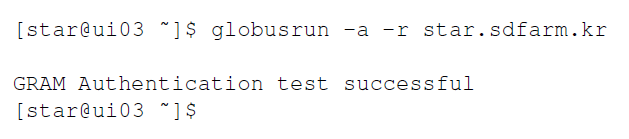 [star@ui03 ~]$ globusrun -a -r star.sdfarm.kr
GRAM Authentication test successful
[star@ui03 ~]$